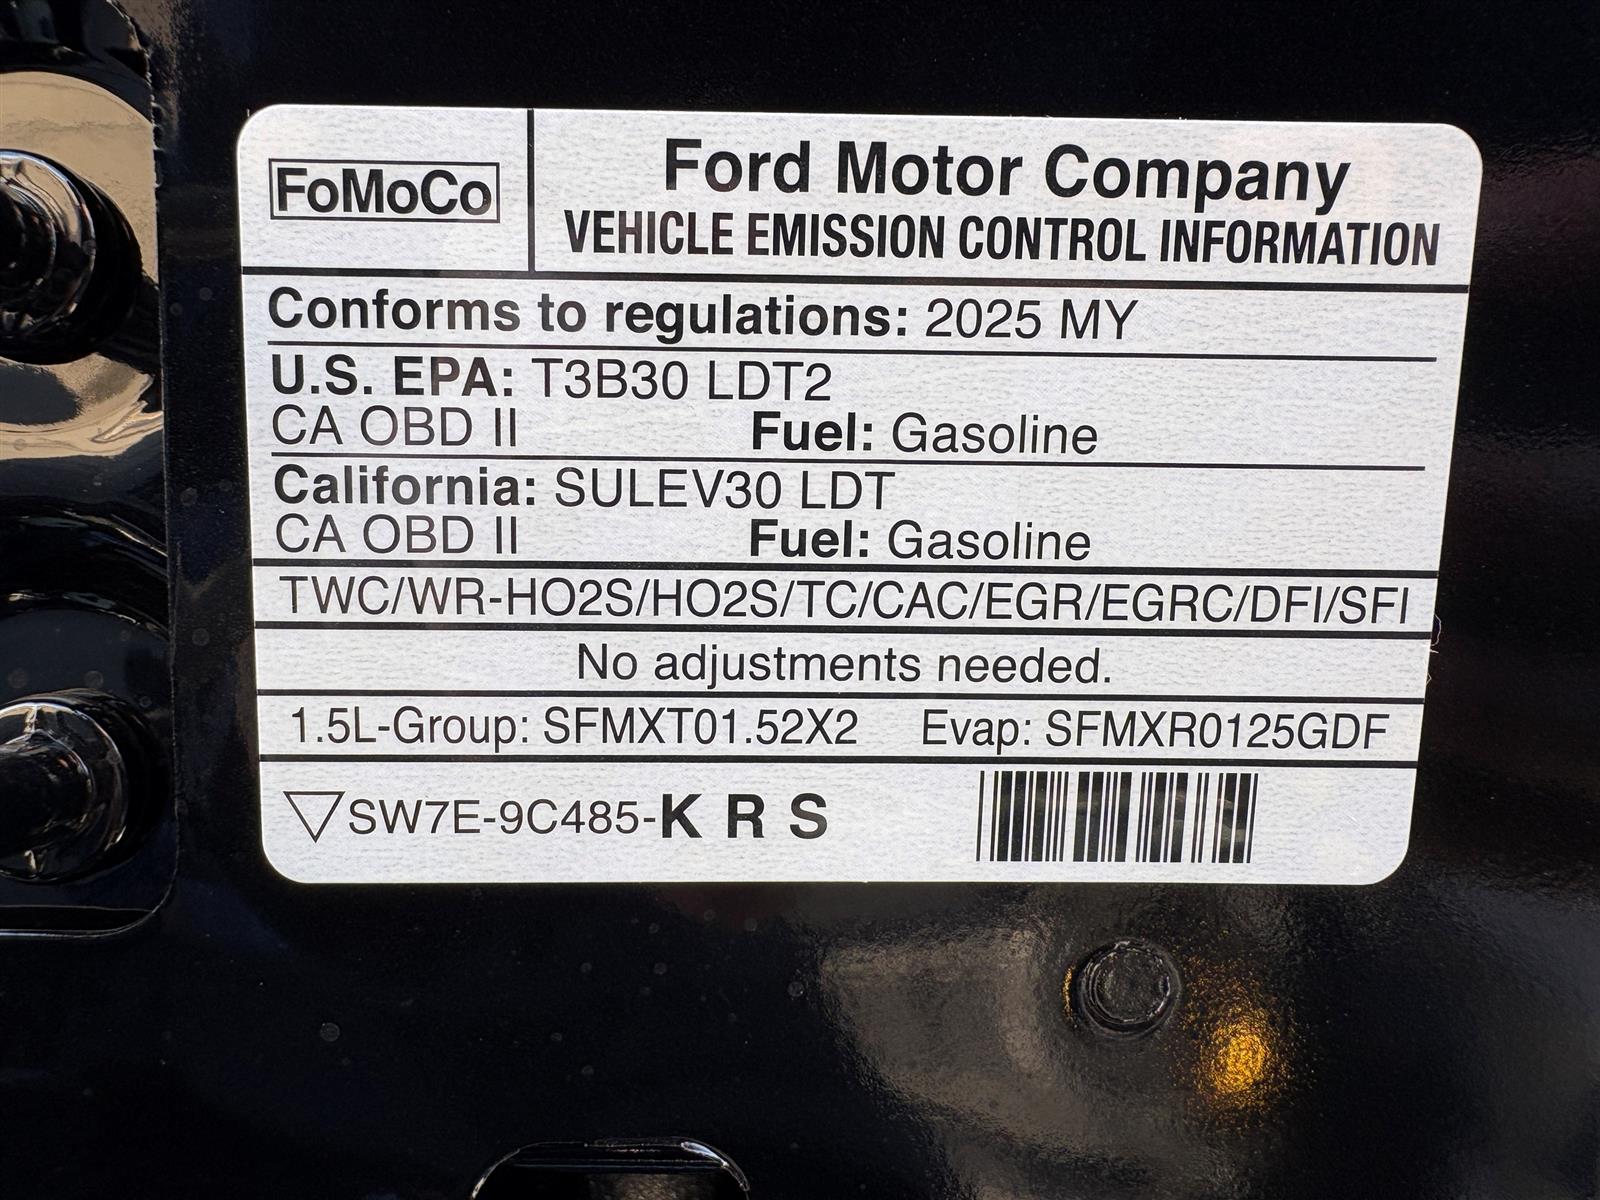 FoMoCo
Ford Motor Company
VEHICLE EMISSION CONTROL INFORMATION
Conforms to regulations: 2025 MY
U.S. EPA: T3B30 LDT2
CA OBD II Fuel: Gasoline
California: SULEV30 LDT
CA OBD II Fuel: Gasoline
TWC/WR-HO2S/HO2S/TC/CAC/EGR/EGRC/DFI/SFI
No adjustments needed.
1.5L-Group: SFMXT01.52X2 Evap: SFMXR0125GDF
SW7E-9C485-K R S